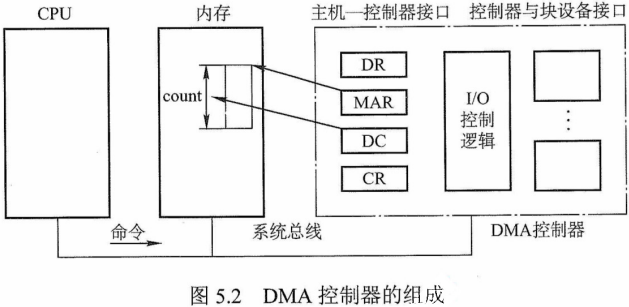 CPU
内存
主机—控制器接口
控制器与块设备接口
DR
count
MAR
I/O
控制
逻辑
DC
CR
命令
系统总线
DMA控制器
图 5.2 DMA 控制器的组成